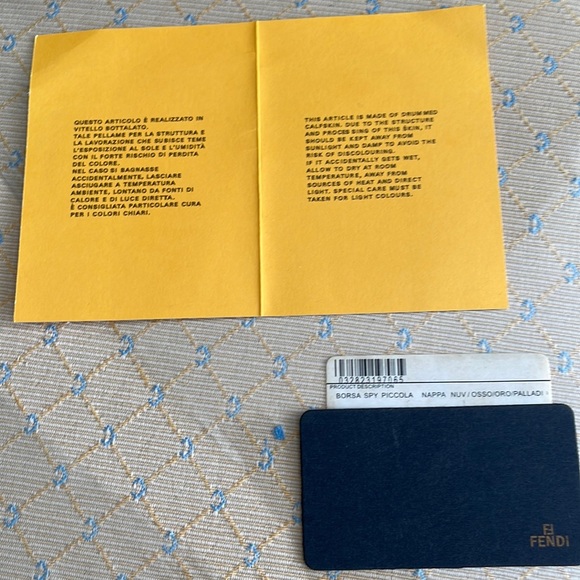 QUESTO ARTICOLO È REALIZZATO IN
VITELLO BOTTALATO.
TALE PELLAME PER LA STRUTTURA E
LA LAVORAZIONE CHE SUBISCE TEME
L'ESPOSIZIONE AL SOLE E L'UMIDITÀ
CON IL FORTE RISCHIO DI PERDITA
DEL COLORE.
NEL CASO SI BAGNASSE
ACCIDENTALMENTE, LASCIARE
ASCIUGARE A TEMPERATURA
AMBIENTE, LONTANO DA FONTI DI
CALORE E DI LUCE DIRETTA.
È CONSIGLIATA PARTICOLARE CURA
PER I COLORI CHIARI.
THIS ARTICLE IS MADE OF DRUMMED
CALFSKIN. DUE TO THE STRUCTURE
AND PROCESSING OF THIS SKIN, IT
SHOULD BE KEPT AWAY FROM
SUNLIGHT AND DAMP TO AVOID THE
RISK OF DISCOLOURING.
IF IT ACCIDENTALLY GETS WET,
ALLOW TO DRY AT ROOM
TEMPERATURE, AWAY FROM
SOURCES OF HEAT AND DIRECT
LIGHT. SPECIAL CARE MUST BE
TAKEN FOR LIGHT COLOURS.
032823197065
PRODUCT DESCRIPTION
BORSA SPY PICCOLA NAPPA NUV/OSSO/ORO/PALLADI
FENDI